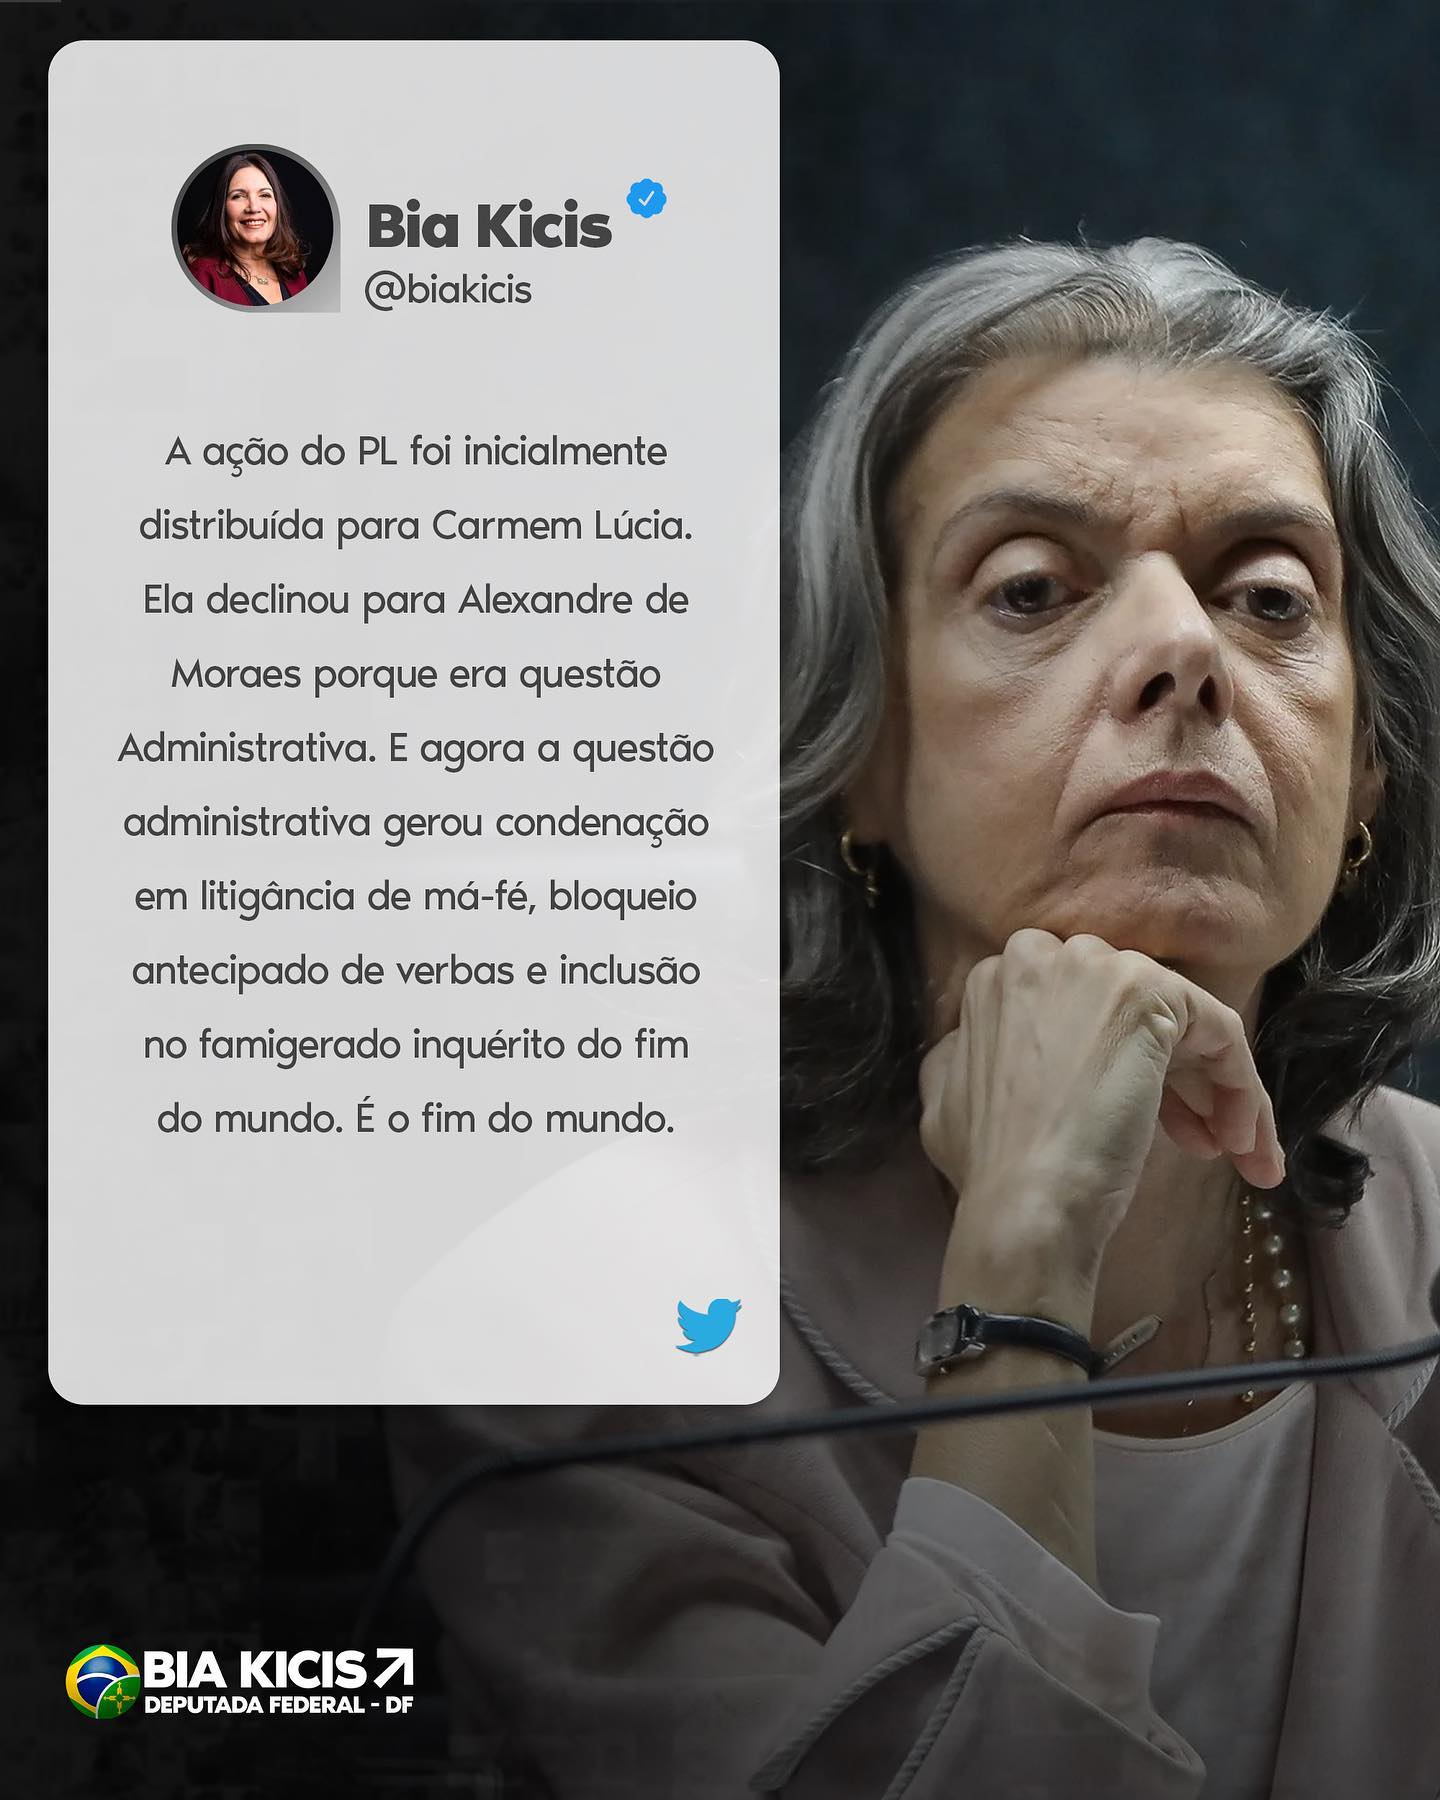 Bia Kicis
@biakicis
A ação do PL foi inicialmente
distribuída para Carmem Lúcia.
Ela declinou para Alexandre de
Moraes porque era questão
Administrativa. E agora a questão
administrativa gerou condenação
em litigância de má-fé, bloqueio
antecipado de verbas e inclusão
no famigerado inquérito do fim
do mundo. É o fim do mundo.
BIA KICIS
DEPUTADA FEDERAL - DF